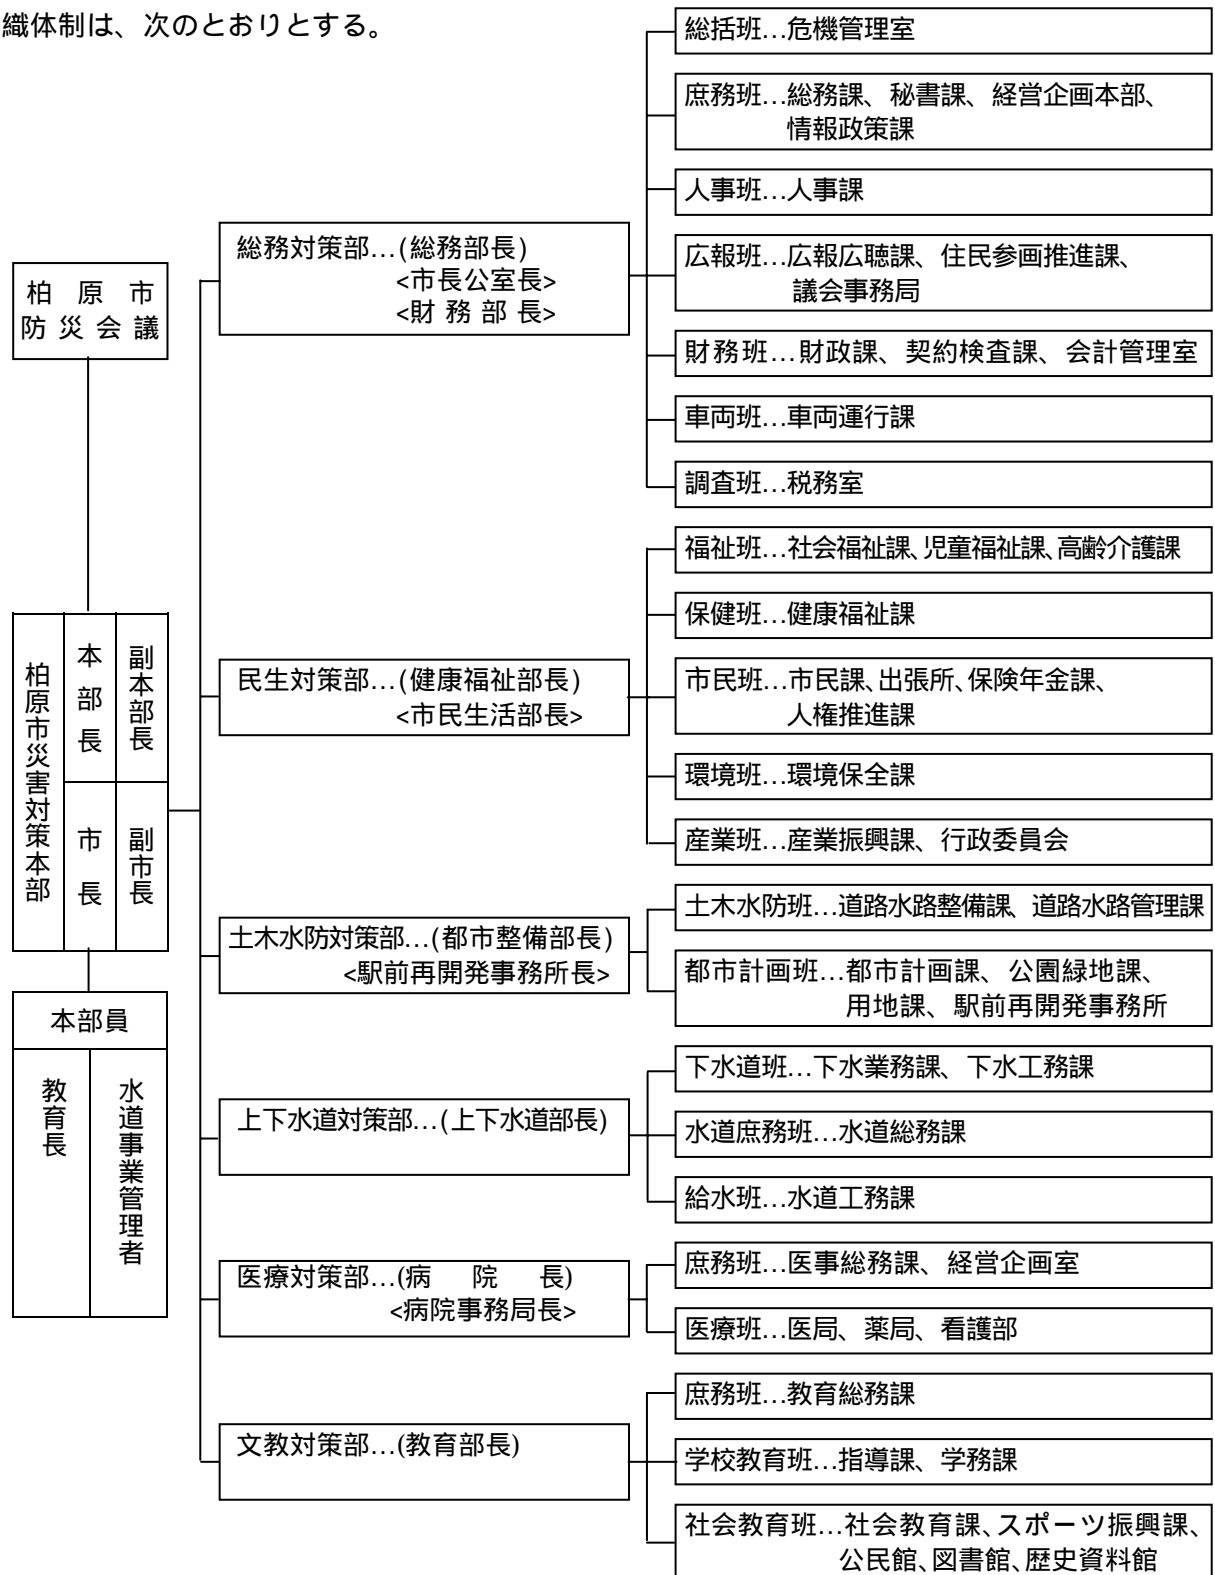 織体制は、次のとおりとする。
柏原市
防災会議
柏原市災害対策本部
本部長
副本部長
市長
副市長
本部員
教育長
水道事業管理者
総務対策部…(総務部長)
<市長公室長>
<財務部長>
総括班…危機管理室
庶務班…総務課、秘書課、経営企画本部、
情報政策課
人事班…人事課
広報班…広報広聴課、住民参画推進課、
議会事務局
財務班…財政課、契約検査課、会計管理室
車両班…車両運行課
調査班…税務室
民生対策部…(健康福祉部長)
<市民生活部長>
福祉班…社会福祉課、児童福祉課、高齢介護課
保健班…健康福祉課
市民班…市民課、出張所、保険年金課、
人権推進課
環境班…環境保全課
産業班…産業振興課、行政委員会
土木水防対策部…(都市整備部長)
<駅前再開発事務所長>
土木水防班…道路水路整備課、道路水路管理課
都市計画班…都市計画課、公園緑地課、
用地課、駅前再開発事務所
上下水道対策部…(上下水道部長)
下水道班…下水業務課、下水工務課
水道庶務班…水道総務課
給水班…水道工務課
医療対策部…(病院長)
<病院事務局長>
庶務班…医事総務課、経営企画室
医療班…医局、薬局、看護部
文教対策部…(教育部長)
庶務班…教育総務課
学校教育班…指導課、学務課
社会教育班…社会教育課、スポーツ振興課、
公民館、図書館、歴史資料館